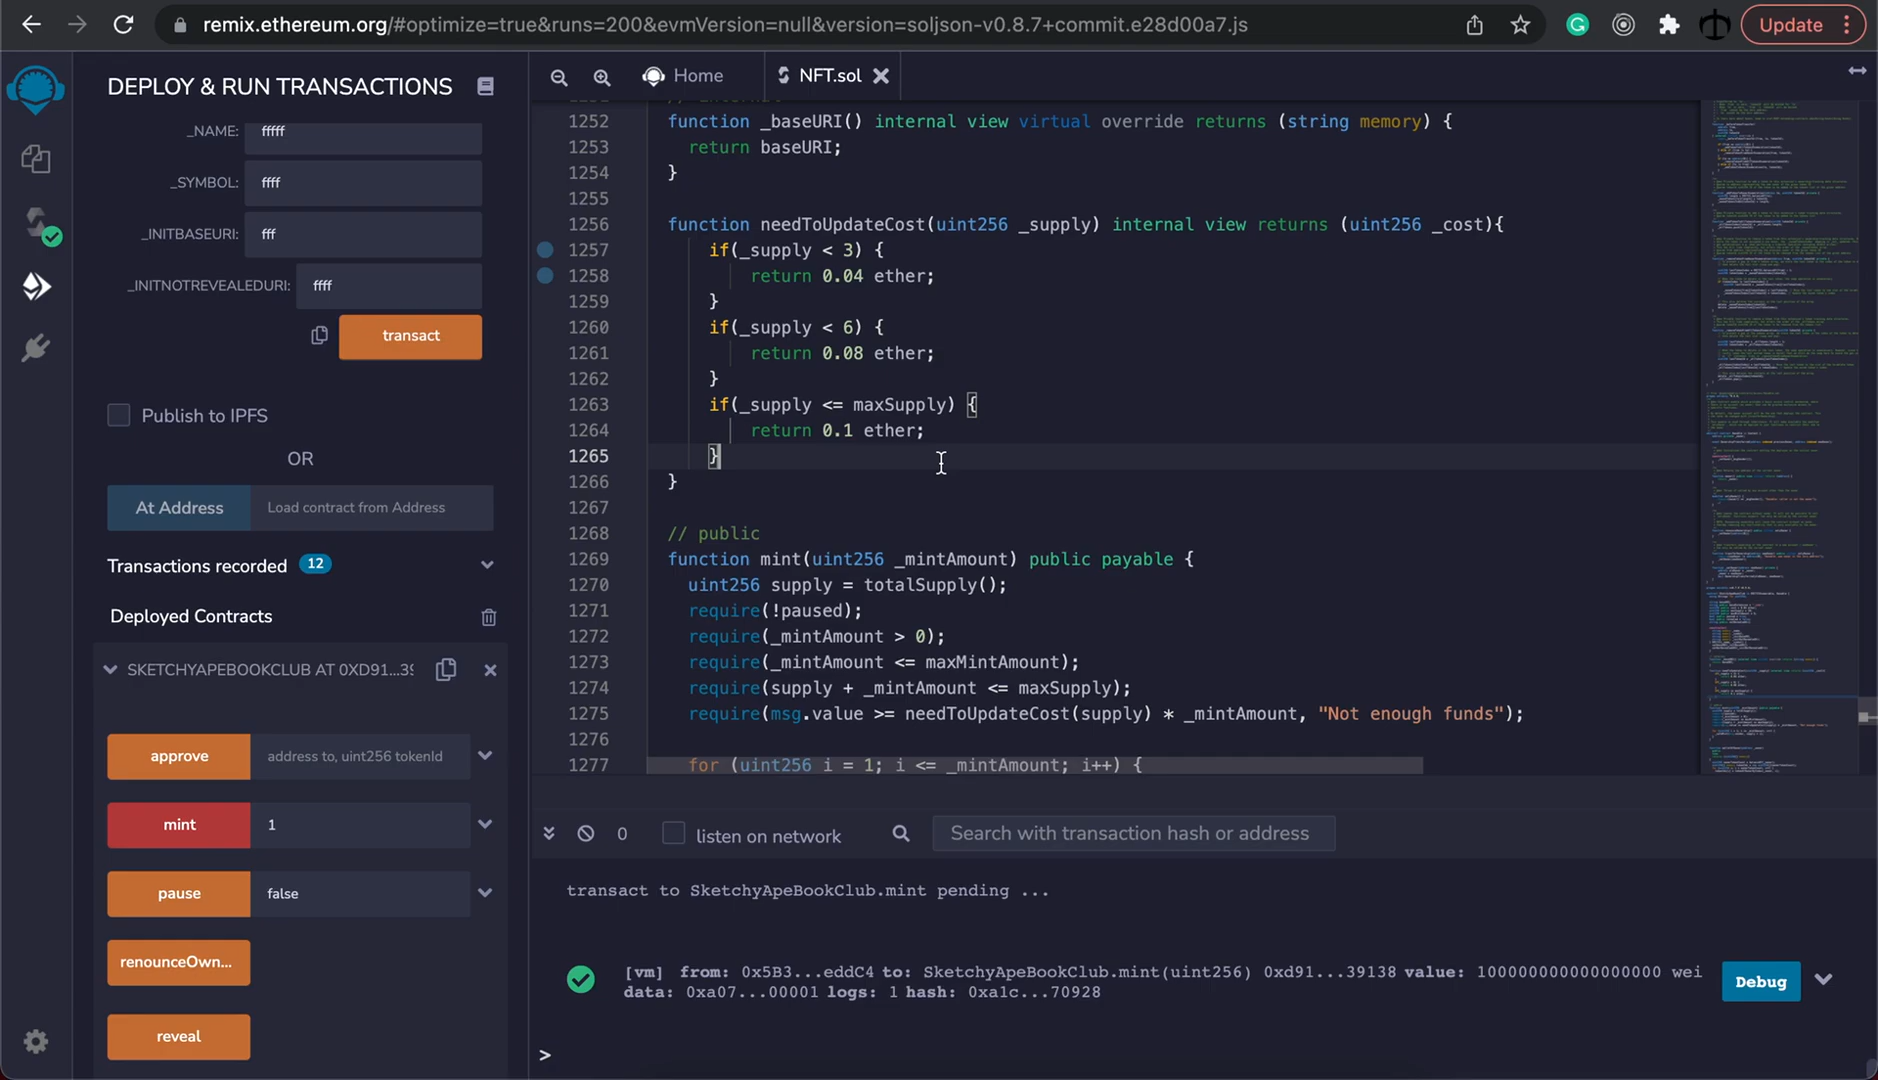 remix.ethereum.org/#optimize=true&runs=200&evmVersion=null&version=soljson-v0.8.7+commit.e28d00a7.js
Update
DEPLOY & RUN TRANSACTIONS
_NAME: fffff
_SYMBOL: ffff
_INITBASEURI: fff
_INITNOTREVEALEDURI: ffff
transact
Publish to IPFS
OR
At Address Load contract from Address
Transactions recorded 12
Deployed Contracts
SKETCHYAPEBOOKCLUB AT 0XD91...39
approve address to, uint256 tokenId
mint 1
pause false
renounceOwn...
reveal
Home NFT.sol
1252 function _baseURI() internal view virtual override returns (string memory) {
1253 return baseURI;
1254 }
1255
1256 function needToUpdateCost(uint256 _supply) internal view returns (uint256 _cost){
1257 if(_supply < 3) {
1258 return 0.04 ether;
1259 }
1260 if(_supply < 6) {
1261 return 0.08 ether;
1262 }
1263 if(_supply <= maxSupply) {
1264 return 0.1 ether;
1265 }
1266 }
1267
1268 // public
1269 function mint(uint256 _mintAmount) public payable {
1270 uint256 supply = totalSupply();
1271 require(!paused);
1272 require(_mintAmount > 0);
1273 require(_mintAmount <= maxMintAmount);
1274 require(supply + _mintAmount <= maxSupply);
1275 require(msg.value >= needToUpdateCost(supply) * _mintAmount, "Not enough funds");
1276
1277 for (uint256 i = 1; i <= _mintAmount; i++) {
0 listen on network Search with transaction hash or address
transact to SketchyApeBookClub.mint pending ...
[vm] from: 0x5B3...eddC4 to: SketchyApeBookClub.mint(uint256) 0xd91...39138 value: 100000000000000000 wei
data: 0xa07...00001 logs: 1 hash: 0xa1c...70928
Debug
>